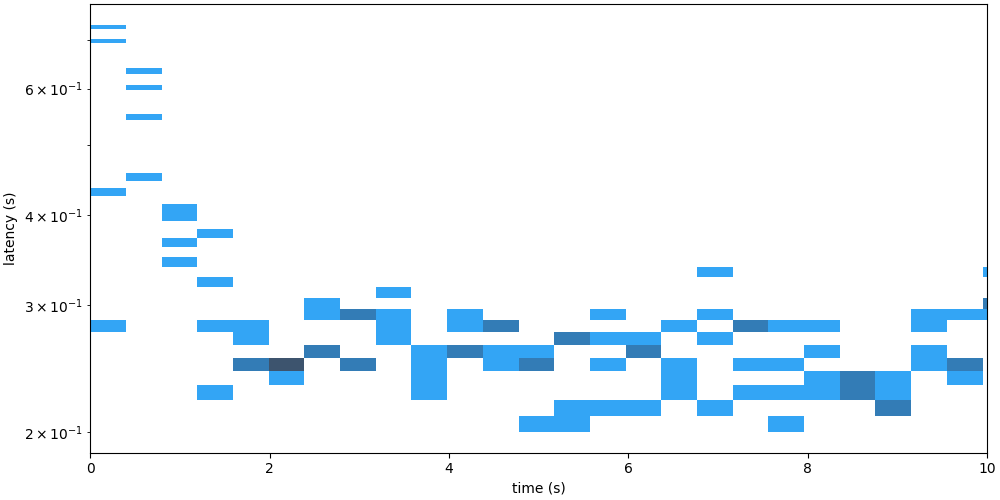 6 × 10⁻¹
4 × 10⁻¹
3 × 10⁻¹
2 × 10⁻¹
latency (s)
0 2 4 6 8 10
time (s)